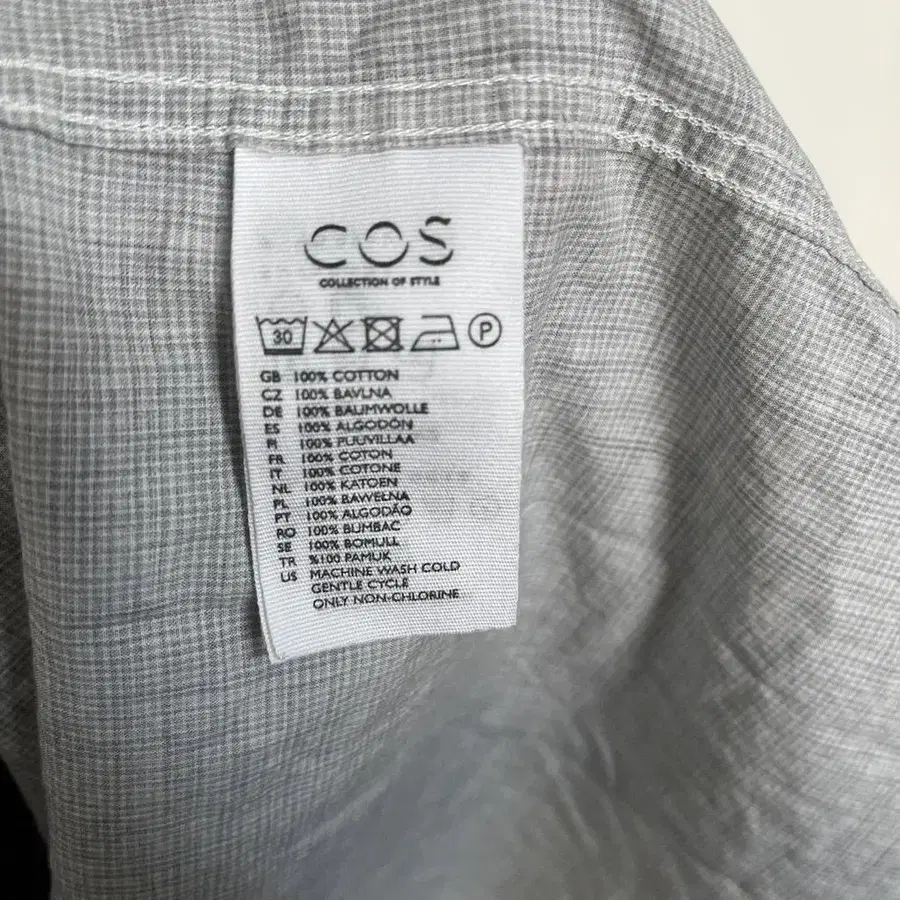 COS
COLLECTION OF STYLE
30 P
GB 100% COTTON
CZ 100% BAVLNA
DE 100% BAUMWOLLE
ES 100% ALGODÓN
FI 100% PUUVILLAA
FR 100% COTON
IT 100% COTONE
NL 100% KATOEN
PL 100% BAWEŁNA
PT 100% ALGODÃO
RO 100% BUMBAC
SE 100% BOMULL
TR %100 PAMUK
US MACHINE WASH COLD
GENTLE CYCLE
ONLY NON-CHLORINE